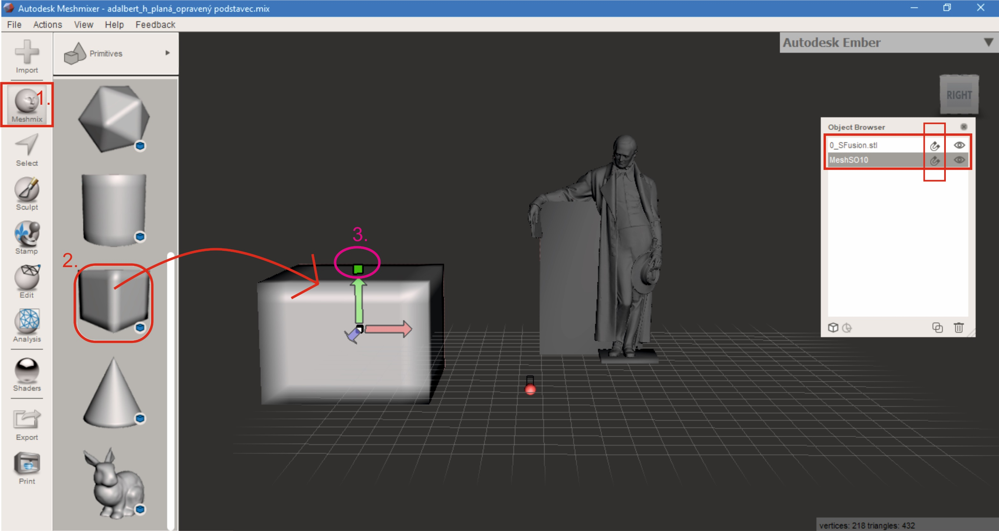 Autodesk Meshmixer - adalbert_h_planá_opravený podstavec.mix
File Actions View Help Feedback
Import
Primitives
Autodesk Ember
1.
Meshmix
RIGHT
Object Browser
0_SFusion.stl
MeshSO10
Select
Sculpt
Stamp
3.
2.
Edit
Analysis
Shaders
Export
Print
vertices: 218 triangles: 432